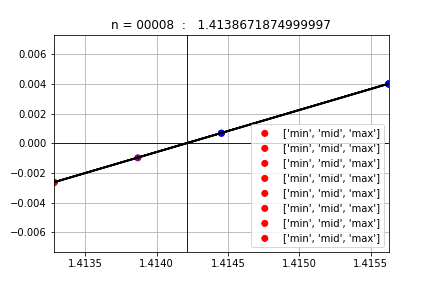 n = 00008  :   1.4138671874999997
0.006
0.004
0.002
0.000
−0.002
−0.004
−0.006
['min', 'mid', 'max']
['min', 'mid', 'max']
['min', 'mid', 'max']
['min', 'mid', 'max']
['min', 'mid', 'max']
['min', 'mid', 'max']
['min', 'mid', 'max']
['min', 'mid', 'max']
1.4135 1.4140 1.4145 1.4150 1.4155